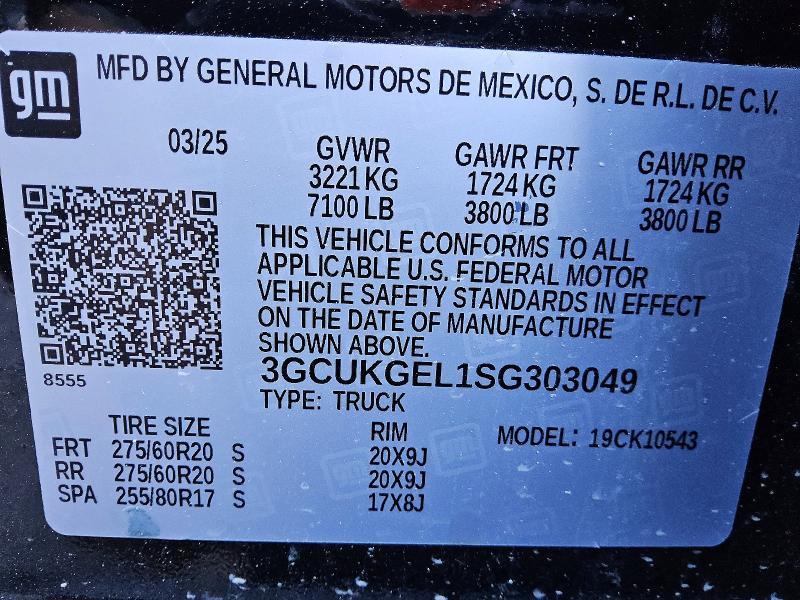 gm
MFD BY GENERAL MOTORS DE MEXICO, S. DE R.L. DE C.V.
03/25 GVWR GAWR FRT GAWR RR
3221 KG 1724 KG 1724 KG
7100 LB 3800 LB 3800 LB
THIS VEHICLE CONFORMS TO ALL
APPLICABLE U.S. FEDERAL MOTOR
VEHICLE SAFETY STANDARDS IN EFFECT
ON THE DATE OF MANUFACTURE
SHOWN ABOVE.
8555
3GCUKGEL1SG303049
TYPE: TRUCK
TIRE SIZE RIM MODEL: 19CK10543
FRT 275/60R20 S 20X9J
RR 275/60R20 S 20X9J
SPA 255/80R17 S 17X8J